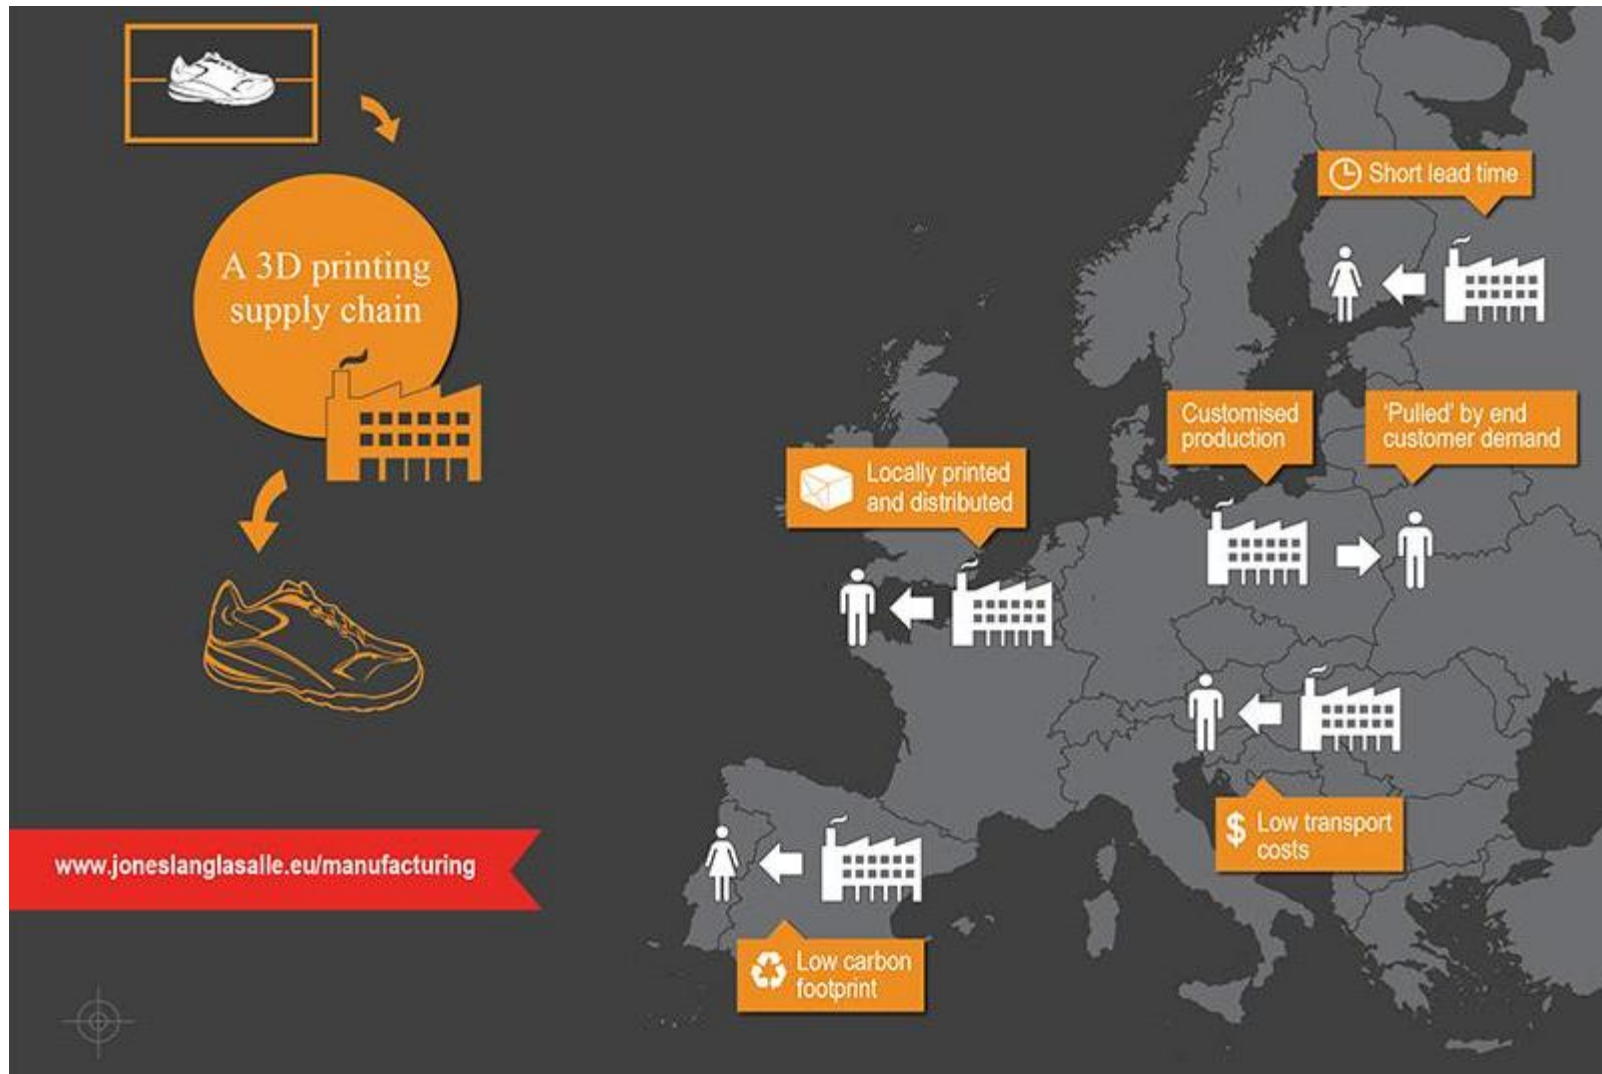 A 3D printing
supply chain
www.joneslanglasalle.eu/manufacturing
Short lead time
Customised
production
'Pulled' by end
customer demand
Locally printed
and distributed
$ Low transport
costs
Low carbon
footprint